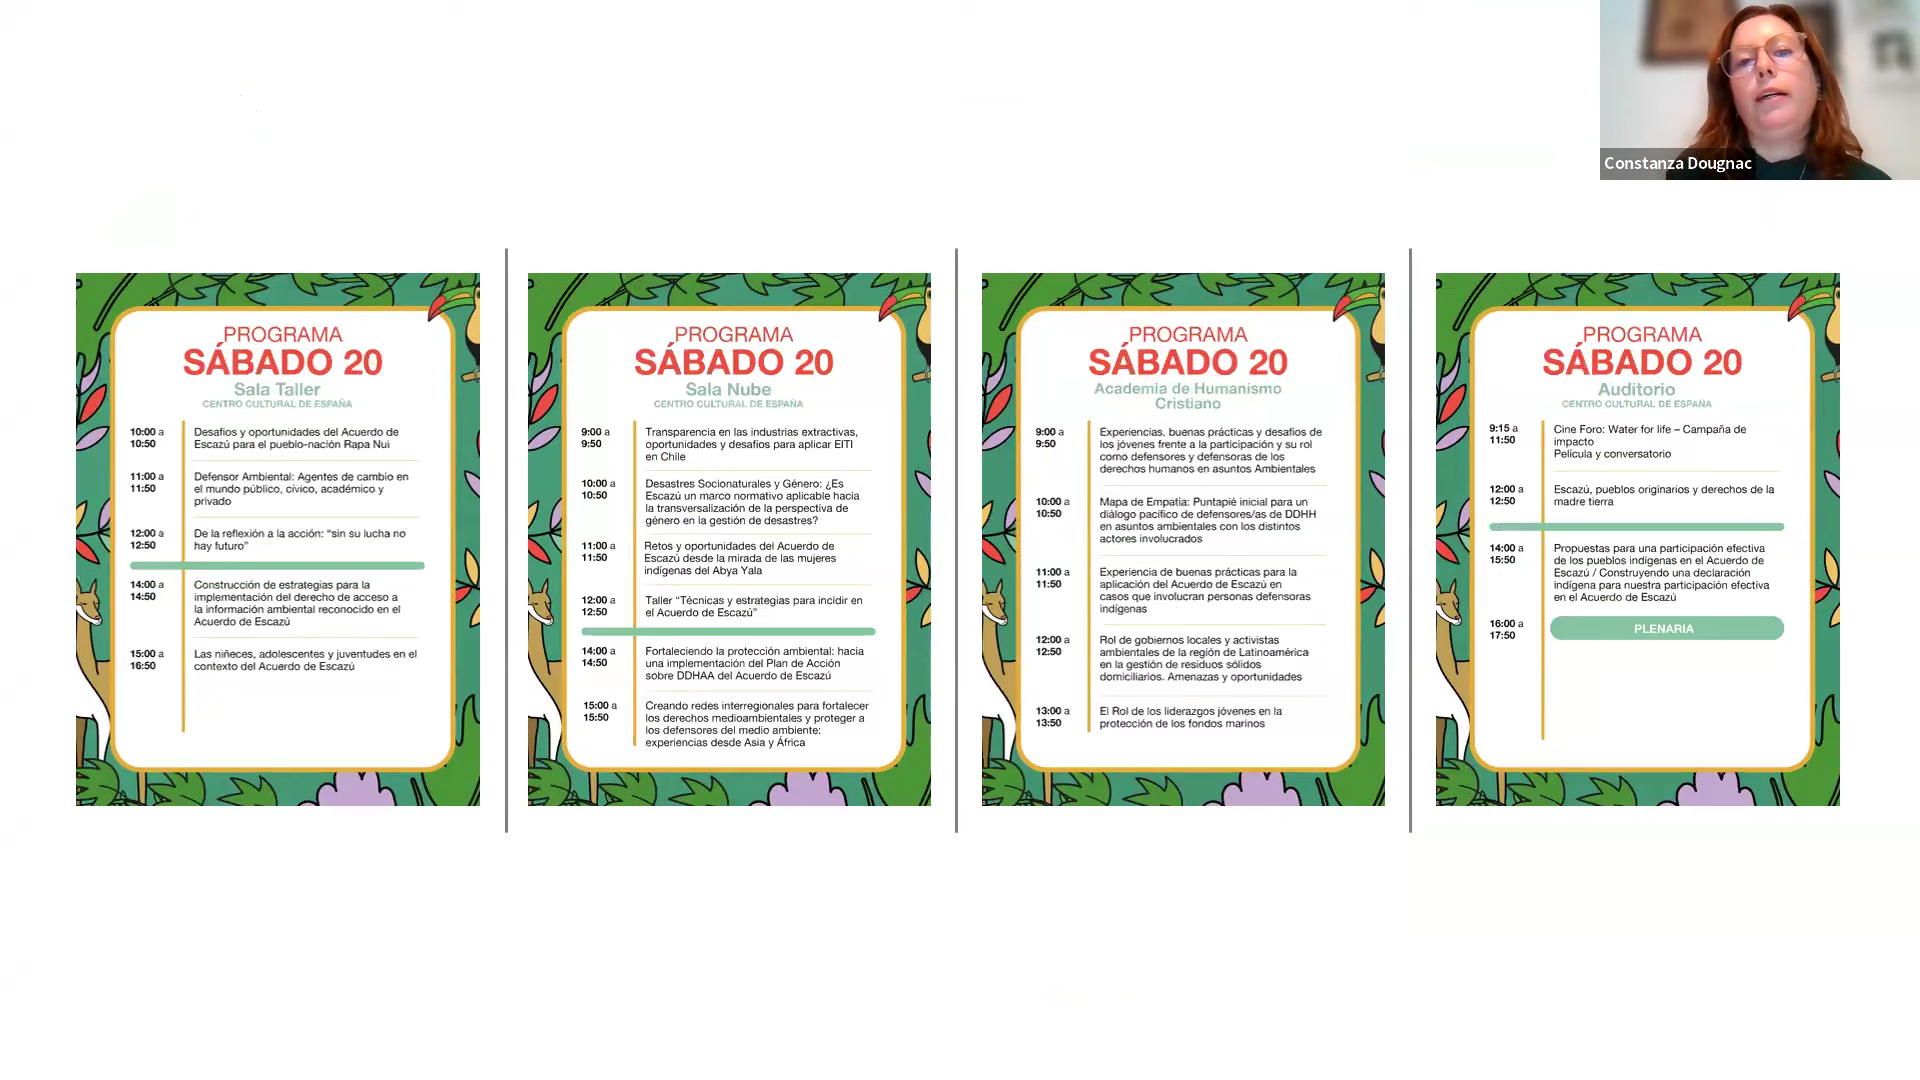 Constanza Dougnac
PROGRAMA
SÁBADO 20
Sala Taller
CENTRO CULTURAL DE ESPAÑA
10:00 a
10:50
Desafíos y oportunidades del Acuerdo de
Escazú para el pueblo-nación Rapa Nui
11:00 a
11:50
Defensor Ambiental: Agentes de cambio en
el mundo público, cívico, académico y
privado
12:00 a
12:50
De la reflexión a la acción: “sin su lucha no
hay futuro”
14:00 a
14:50
Construcción de estrategias para la
implementación del derecho de acceso a
la información ambiental reconocido en el
Acuerdo de Escazú
15:00 a
16:50
Las niñeces, adolescentes y juventudes en el
contexto del Acuerdo de Escazú
PROGRAMA
SÁBADO 20
Sala Nube
CENTRO CULTURAL DE ESPAÑA
9:00 a
9:50
Transparencia en las industrias extractivas,
oportunidades y desafíos para aplicar EITI
en Chile
10:00 a
10:50
Desastres Socionaturales y Género: ¿Es
Escazú un marco normativo aplicable hacia
la transversalización de la perspectiva de
género en la gestión de desastres?
11:00 a
11:50
Retos y oportunidades del Acuerdo de
Escazú desde la mirada de las mujeres
indígenas del Abya Yala
12:00 a
12:50
Taller “Técnicas y estrategias para incidir en
el Acuerdo de Escazú”
14:00 a
14:50
Fortaleciendo la protección ambiental: hacia
una implementación del Plan de Acción
sobre DDHAA del Acuerdo de Escazú
15:00 a
15:50
Creando redes interregionales para fortalecer
los derechos medioambientales y proteger a
los defensores del medio ambiente:
experiencias desde Asia y África
PROGRAMA
SÁBADO 20
Academia de Humanismo
Cristiano
9:00 a
9:50
Experiencias, buenas prácticas y desafíos de
los jóvenes frente a la participación y su rol
como defensores y defensoras de los
derechos humanos en asuntos Ambientales
10:00 a
10:50
Mapa de Empatía: Puntapié inicial para un
diálogo pacífico de defensores/as de DDHH
en asuntos ambientales con los distintos
actores involucrados
11:00 a
11:50
Experiencia de buenas prácticas para la
aplicación del Acuerdo de Escazú en
casos que involucran personas defensoras
indígenas
12:00 a
12:50
Rol de gobiernos locales y activistas
ambientales de la región de Latinoamérica
en la gestión de residuos sólidos
domiciliarios. Amenazas y oportunidades
13:00 a
13:50
El Rol de los liderazgos jóvenes en la
protección de los fondos marinos
PROGRAMA
SÁBADO 20
Auditorio
CENTRO CULTURAL DE ESPAÑA
9:15 a
11:50
Cine Foro: Water for life – Campaña de
impacto
Película y conversatorio
12:00 a
12:50
Escazú, pueblos originarios y derechos de la
madre tierra
14:00 a
15:50
Propuestas para una participación efectiva
de los pueblos indígenas en el Acuerdo de
Escazú / Construyendo una declaración
indígena para nuestra participación efectiva
en el Acuerdo de Escazú
16:00 a
17:50
PLENARIA